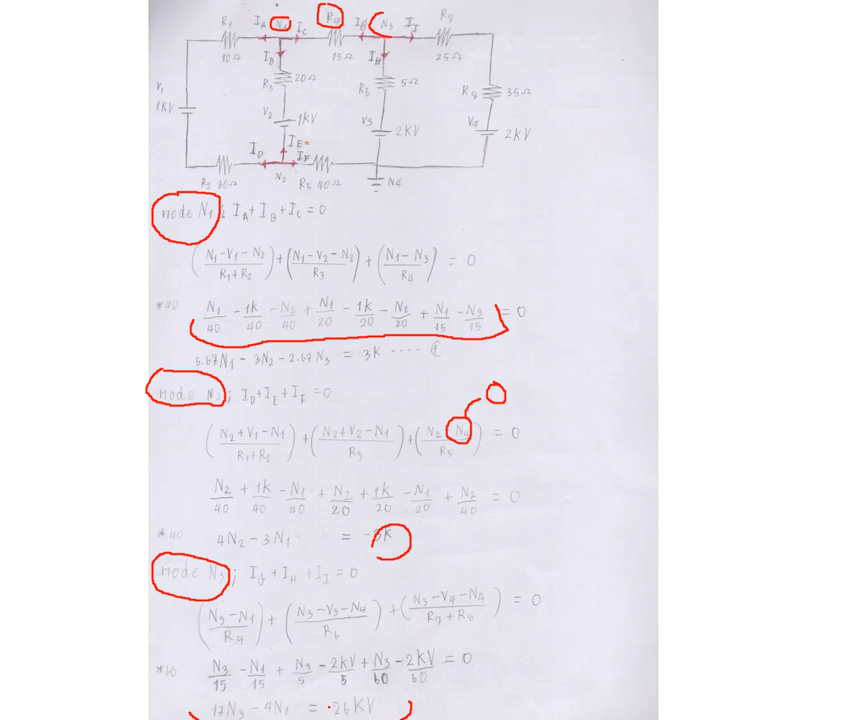 R1 IA N1 IC R4 IG N3 II R7
10Ω IB 15Ω IH 25Ω
R3 20Ω R6 5Ω R8 35Ω
V1 1KV V2 1KV V3 2KV V4 2KV
ID IE IF
R2 30Ω N2 R5 40Ω N4
node N1; IA+IB+IC=0
(N1-V1-N2/R1+R2)+(N1-V2-N2/R3)+(N1-N3/R4) = 0
*40 N1/40 - 1k/40 - N2/40 + N1/20 - 1k/20 - N2/20 + N1/15 - N3/15 = 0
5.67N1 - 3N2 - 2.67N3 = 3K ----
node N2; ID+IE+IF=0 0
(N2+V1-N1/R1+R2)+(N2+V2-N1/R3)+(N2-N4/R5) = 0
N2/40 + 1k/40 - N1/40 + N2/20 + 1k/20 - N1/20 + N2/40 = 0
*40 4N2-3N1 = -3K
node N3; IG+IH+II=0
(N3-N1/R4)+(N3-V3-N4/R6)+(N3-V4-N4/R7+R8) = 0
*60 N3/15 - N1/15 + N3/5 - 2KV/5 + N3/60 - 2KV/60 = 0
17N3-4N1 = 26KV